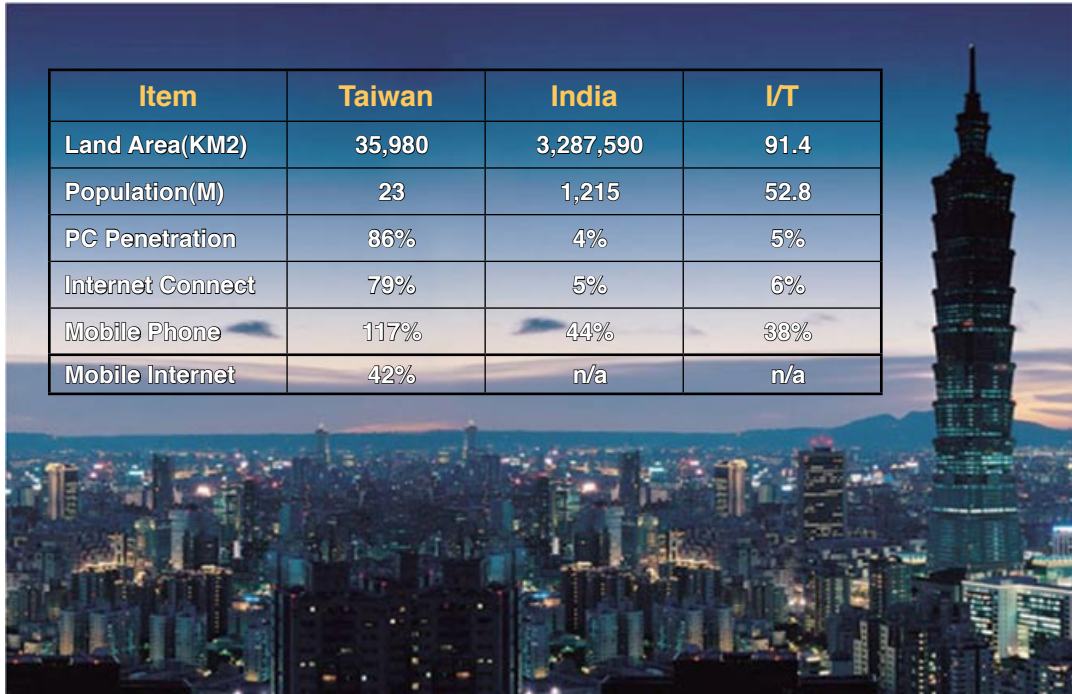 Item Taiwan India I/T
Land Area(KM2) 35,980 3,287,590 91.4
Population(M) 23 1,215 52.8
PC Penetration 86% 4% 5%
Internet Connect 79% 5% 6%
Mobile Phone 117% 44% 38%
Mobile Internet 42% n/a n/a